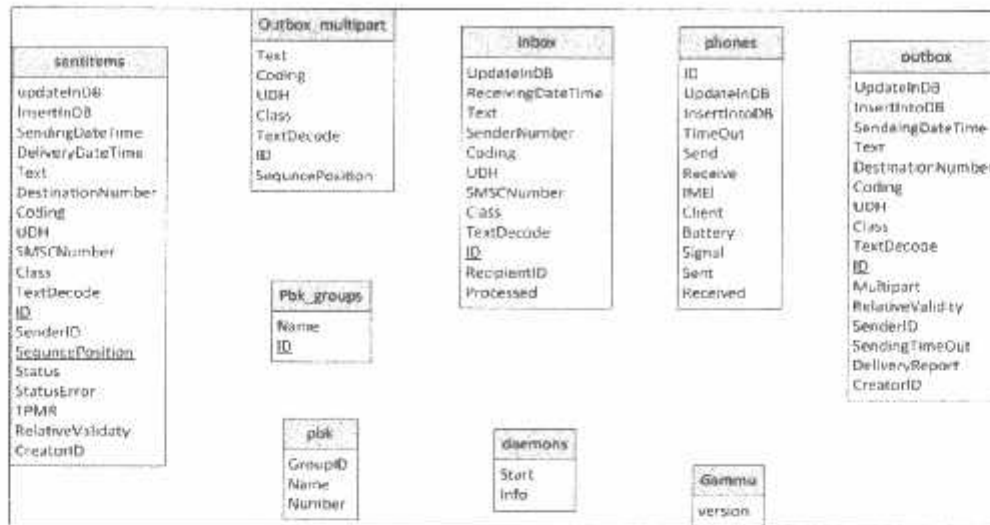 sentitems
updateInDB
InsertInDB
SendingDateTime
DeliveryDateTime
Text
DestinationNumber
Coding
UDH
SMSCNumber
Class
TextDecode
ID
SenderID
SequncePosition
Status
StatusError
TPMR
RelativeValidaty
CreatorID
Outbox_multipart
Text
Coding
UDH
Class
TextDecode
ID
SequncePosition
Pbk_groups
Name
ID
pbk
GroupID
Name
Number
inbox
UpdateInDB
ReceivingDateTime
Text
SenderNumber
Coding
UDH
SMSCNumber
Class
TextDecode
ID
RecipientID
Processed
daemons
Start
Info
phones
ID
UpdateInDB
InsertIntoDB
TimeOut
Send
Receive
IMEI
Client
Battery
Signal
Sent
Received
Gammu
version
outbox
UpdateInDB
InsertIntoDB
SendeingDateTime
Text
DestinationNumber
Coding
UDH
Class
TextDecode
ID
Multipart
RelativeValidity
SenderID
SendingTimeOut
DeliveryReport
CreatorID